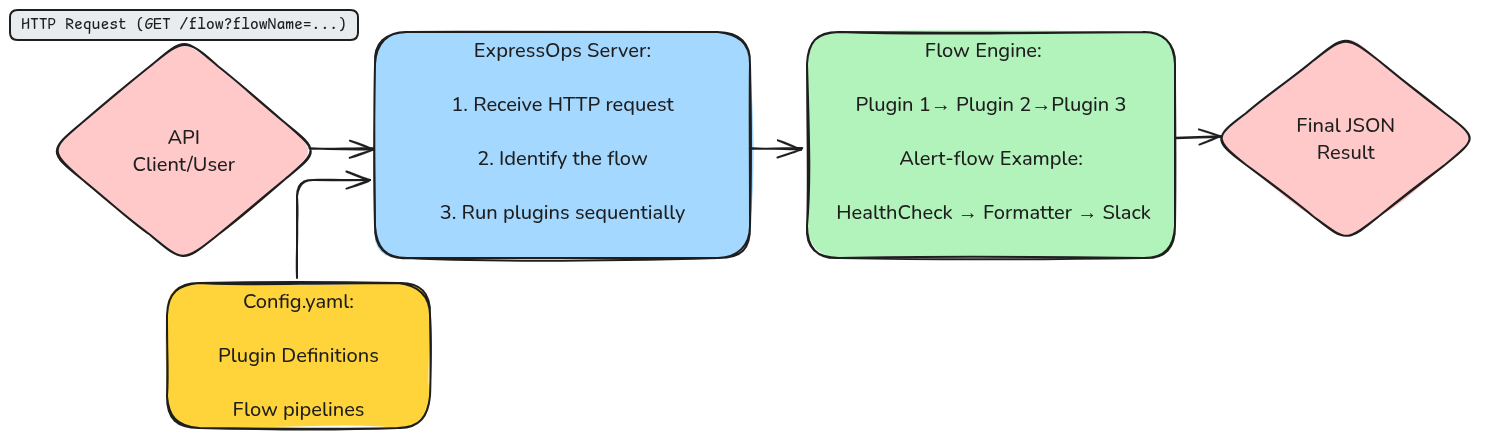 HTTP Request (GET /flow?flowName=...)
API
Client/User
ExpressOps Server:
1. Receive HTTP request
2. Identify the flow
3. Run plugins sequentially
Flow Engine:
Plugin 1→ Plugin 2→Plugin 3
Alert-flow Example:
HealthCheck → Formatter → Slack
Final JSON
Result
Config.yaml:
Plugin Definitions
Flow pipelines